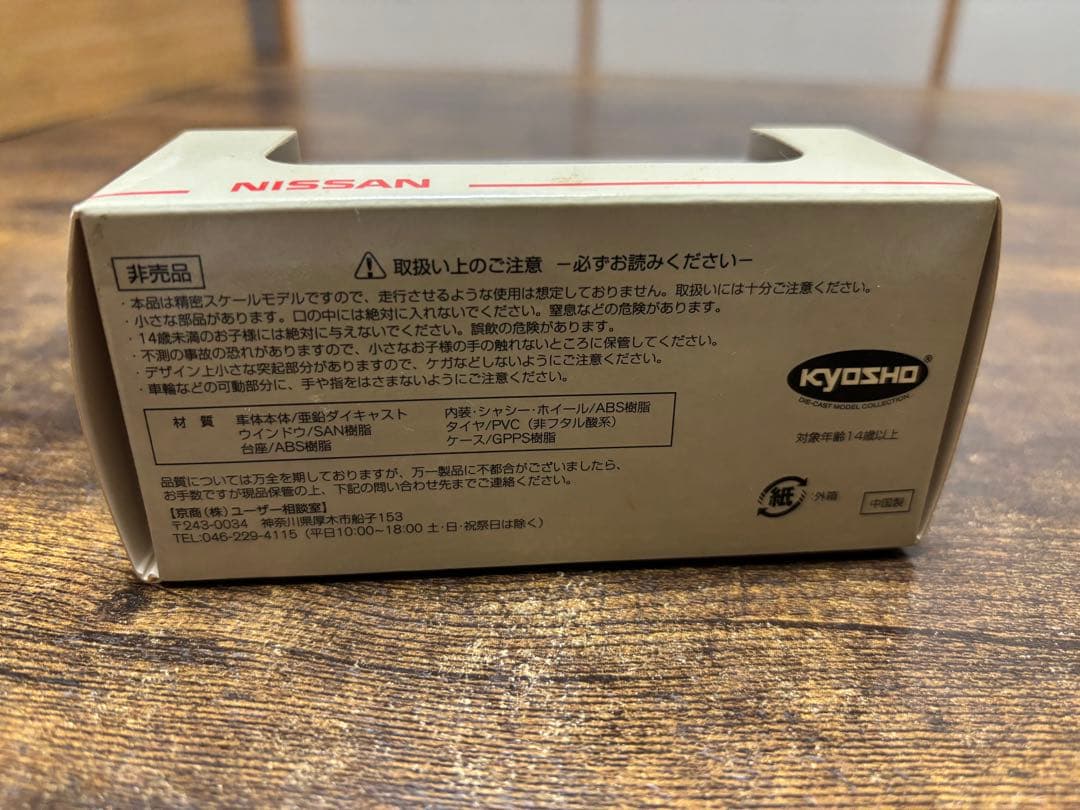 NISSAN
非売品
⚠ 取扱い上のご注意 －必ずお読みください－
・本品は精密スケールモデルですので、走行させるような使用は想定しておりません。取扱いには十分ご注意ください。
・小さな部品があります。口の中には絶対に入れないでください。窒息などの危険があります。
・14歳未満のお子様には絶対に与えないでください。誤飲の危険があります。
・不測の事故の恐れがありますので、小さなお子様の手の触れないところに保管してください。
・デザイン上小さな突起部分がありますので、ケガなどしないようにご注意ください。
・車輪などの可動部分に、手や指をはさまないようにご注意ください。
材 質
車体本体/亜鉛ダイキャスト
ウインドウ/SAN樹脂
台座/ABS樹脂
内装・シャシー・ホイール/ABS樹脂
タイヤ/PVC（非フタル酸系）
ケース/GPPS樹脂
品質については万全を期しておりますが、万一製品に不都合がございましたら、
お手数ですが現品保管の上、下記の問い合わせ先までご連絡ください。
【京商（株）ユーザー相談室】
〒243-0034 神奈川県厚木市船子153
TEL:046-229-4115（平日10:00~18:00 土・日・祝祭日は除く）
KYOSHO®
DIE-CAST MODEL COLLECTION
対象年齢14歳以上
紙 外箱
中国製